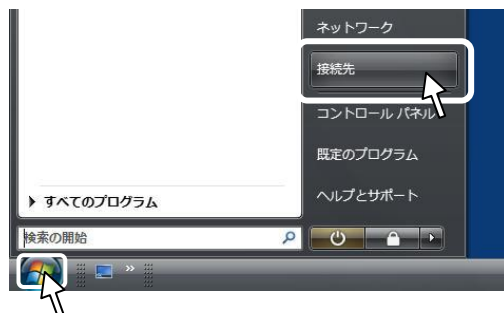 ネットワーク
接続先
コントロール パネル
既定のプログラム
ヘルプとサポート
すべてのプログラム
検索の開始